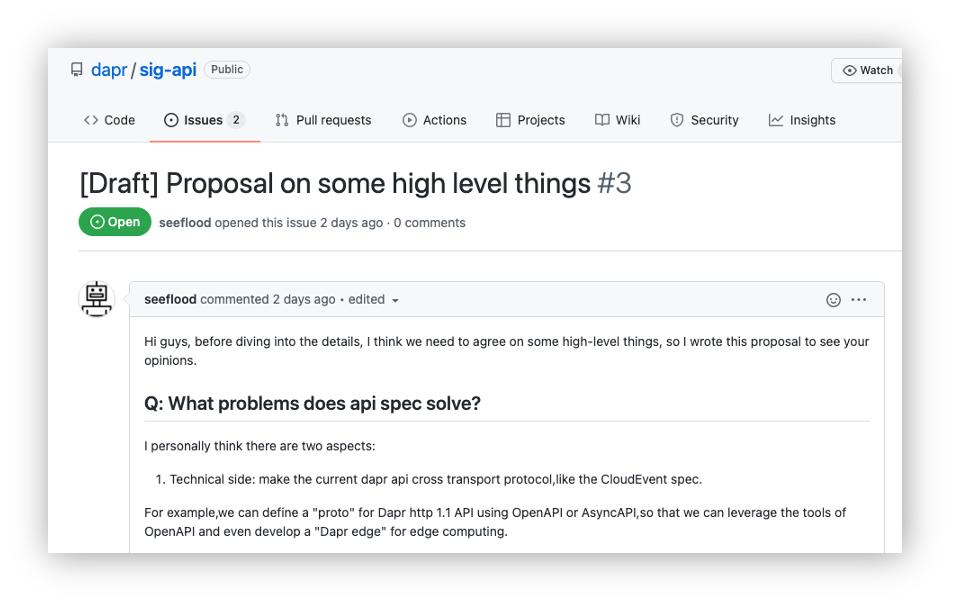 dapr / sig-api Public
Watch
Code Issues 2 Pull requests Actions Projects Wiki Security Insights
[Draft] Proposal on some high level things #3
Open seeflood opened this issue 2 days ago · 0 comments
seeflood commented 2 days ago • edited
Hi guys, before diving into the details, I think we need to agree on some high-level things, so I wrote this proposal to see your
opinions.
Q: What problems does api spec solve?
I personally think there are two aspects:
1. Technical side: make the current dapr api cross transport protocol,like the CloudEvent spec.
For example,we can define a "proto" for Dapr http 1.1 API using OpenAPI or AsyncAPI,so that we can leverage the tools of
OpenAPI and even develop a "Dapr edge" for edge computing.